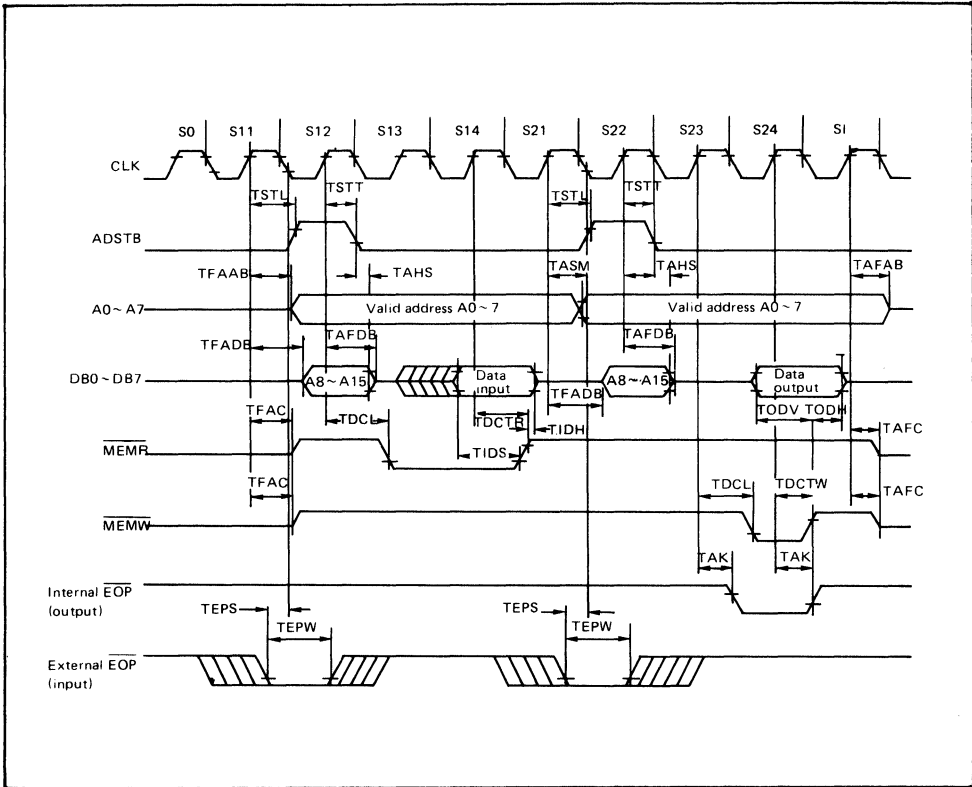 S0 S11 S12 S13 S14 S21 S22 S23 S24 SI
CLK
TSTL TSTT TSTL TSTT
ADSTB
TFAAB TAHS TASM TAHS TAFAB
A0~A7 Valid address A0~7 Valid address A0~7
TFADB TAFDB TAFDB
DB0~DB7 A8~A15 Data input TFADB A8~A15 Data output
TFAC TDCL TDCTR TIDH TODV TODH TAFC
MEMR TIDS
TFAC TDCL TDCTW TAFC
MEMW
TAK TAK
Internal EOP
(output)
TEPS TEPW TEPS TEPW
External EOP
(input)